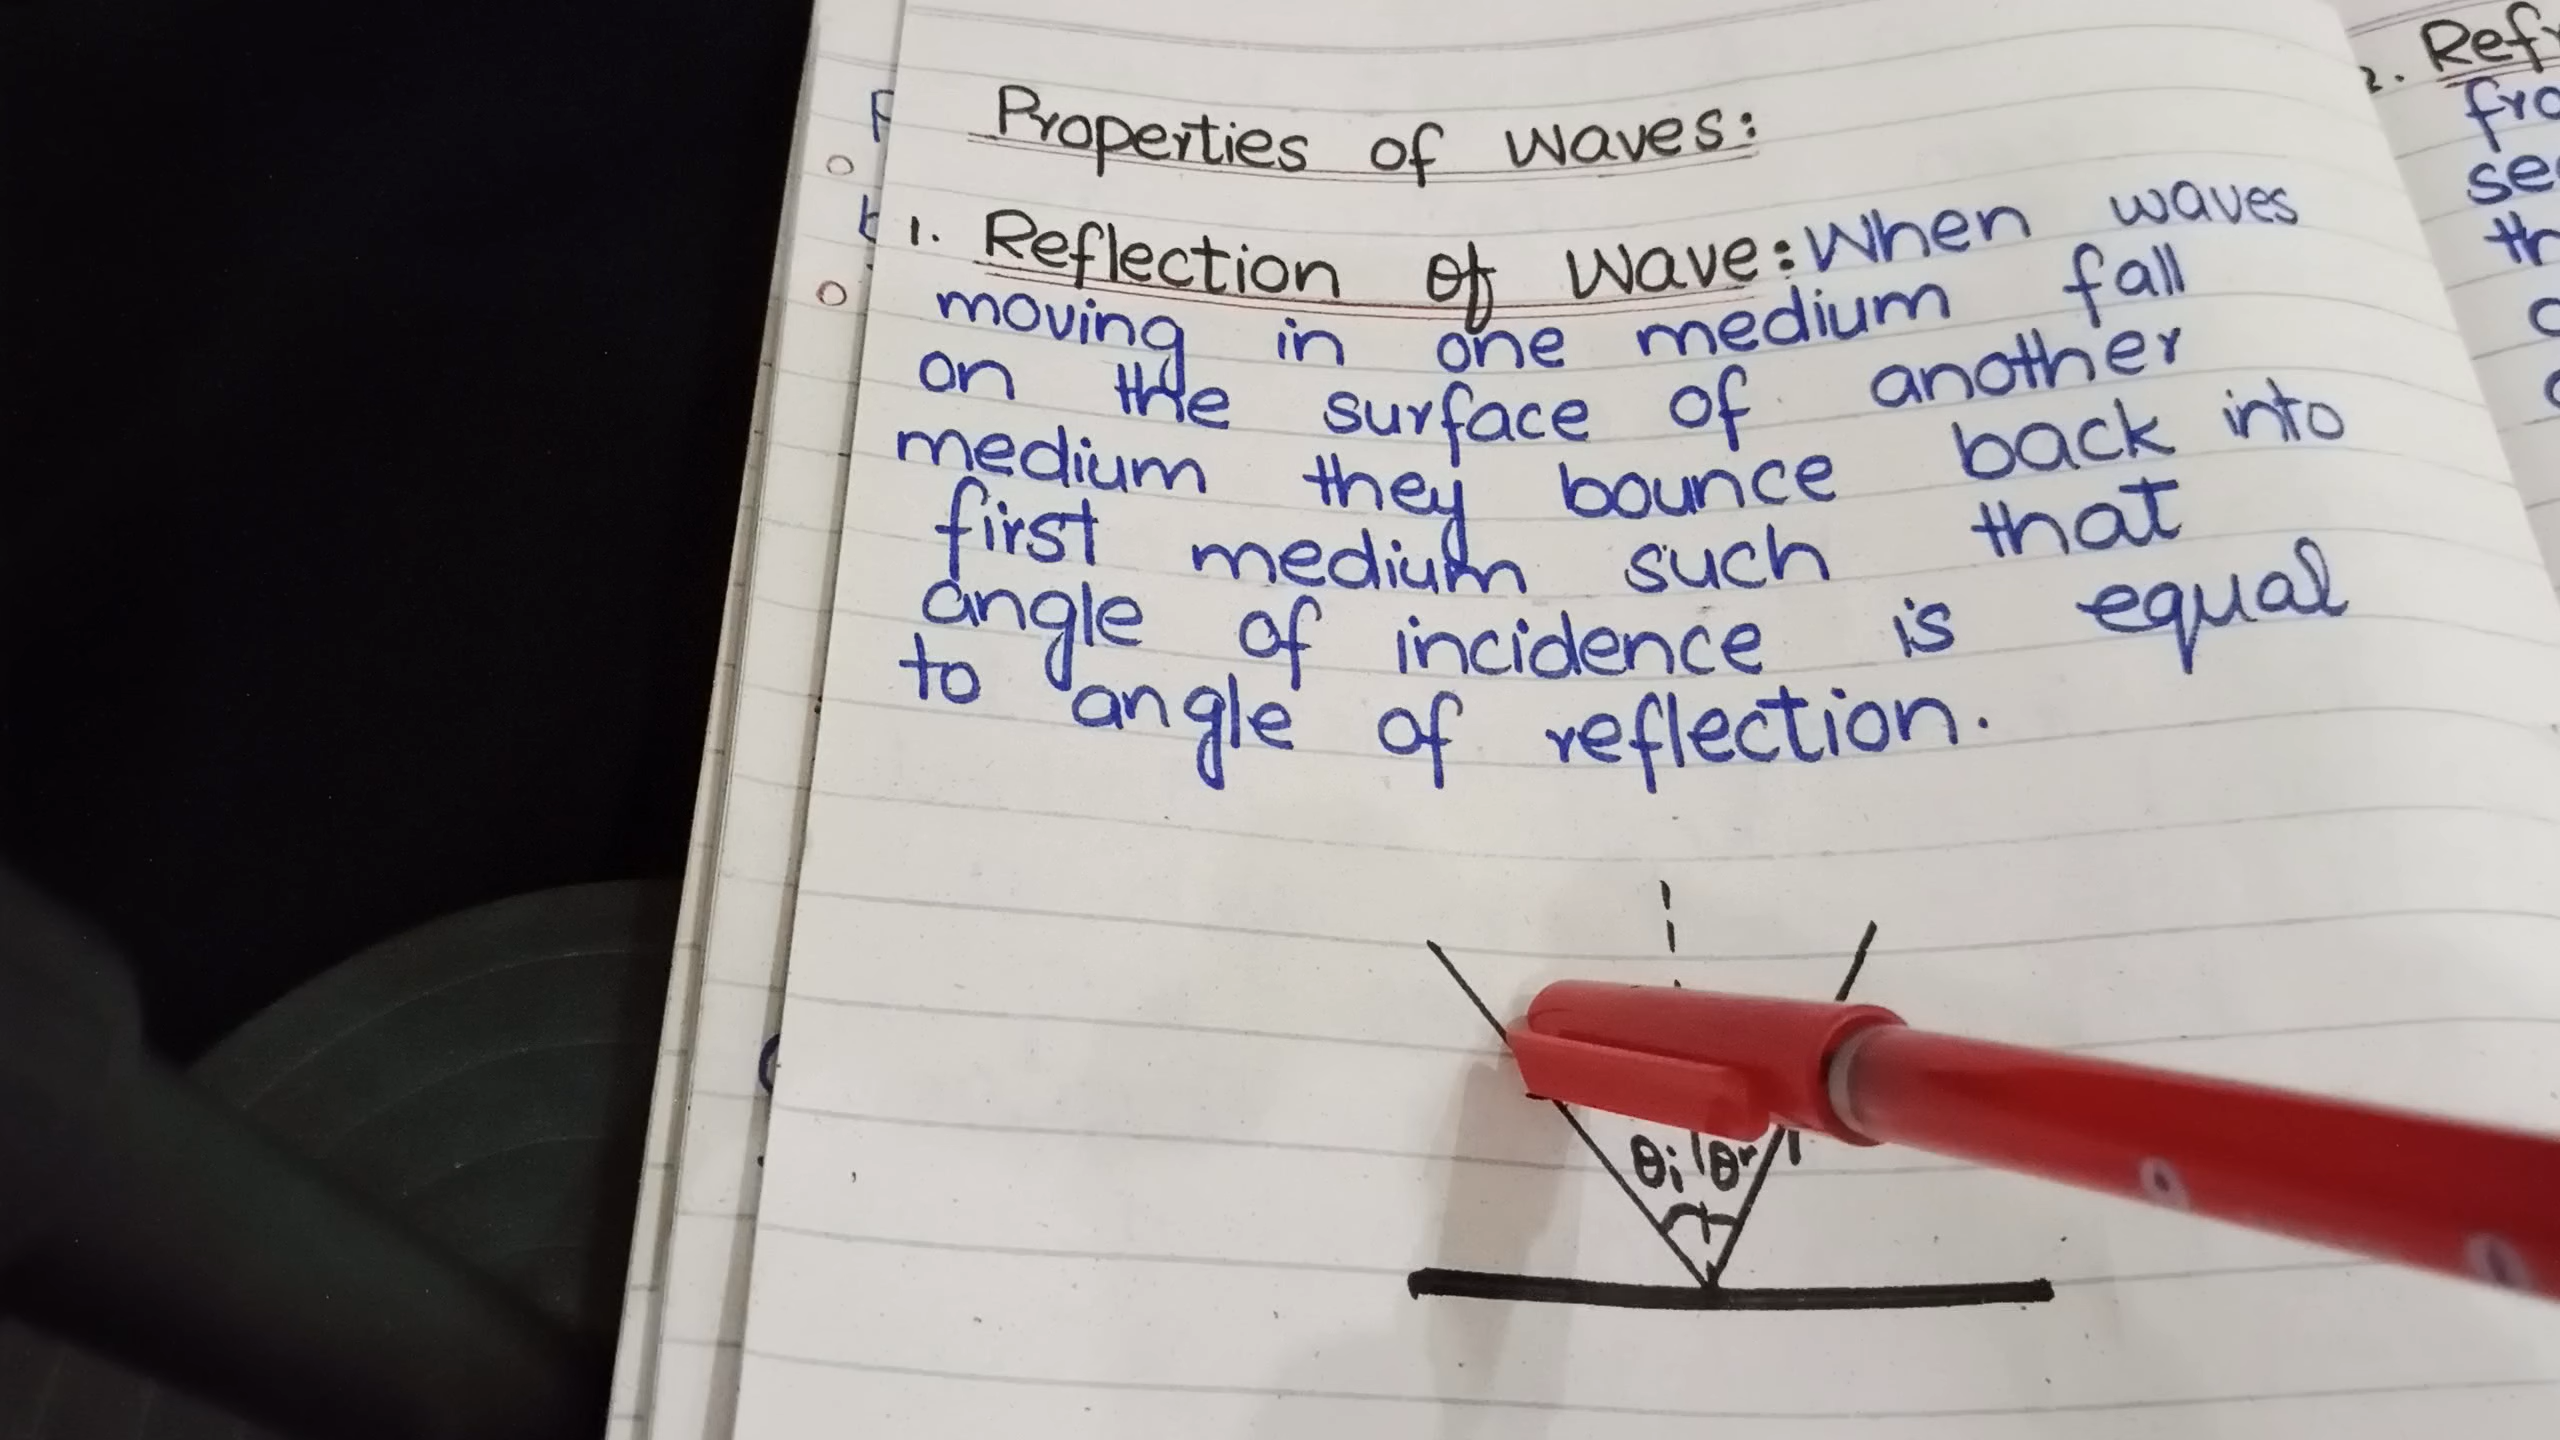 Properties of waves:
1. Reflection of Wave: When waves
moving in one medium fall
on the surface of another
medium they bounce back into
first medium such that
angle of incidence is equal
to angle of reflection.
θi θr
2.